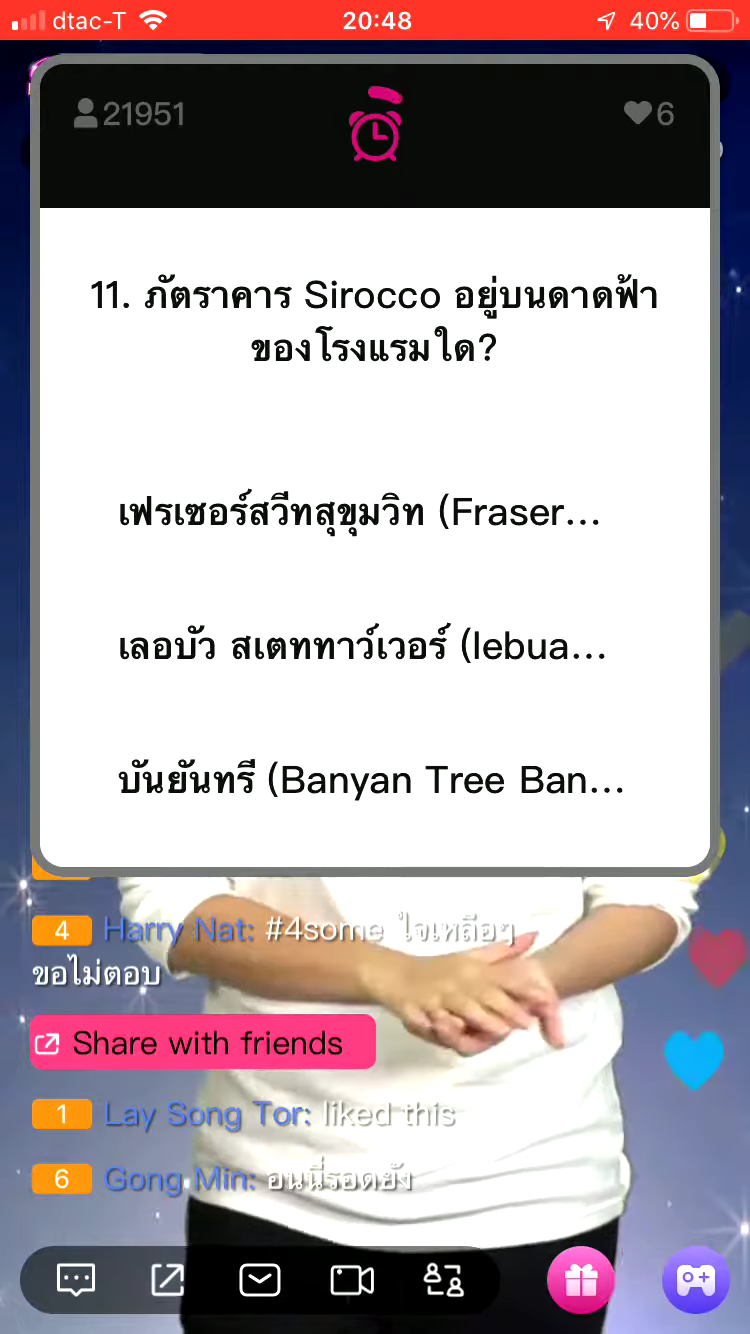 dtac-T 20:48 40%
21951 6
11. ภัตราคาร Sirocco อยู่บนดาดฟ้า
ของโรงแรมใด?
เฟรเซอร์สวีทสุขุมวิท (Fraser...
เลอบัว สเตททาว์เวอร์ (lebua...
บันยันทรี (Banyan Tree Ban...
4 Harry Nat: #4some ใจเหลือๆ
ขอไม่ตอบ
Share with friends
1 Lay Song Tor: liked this
6 Gong Min: อนนี่รอดยัง